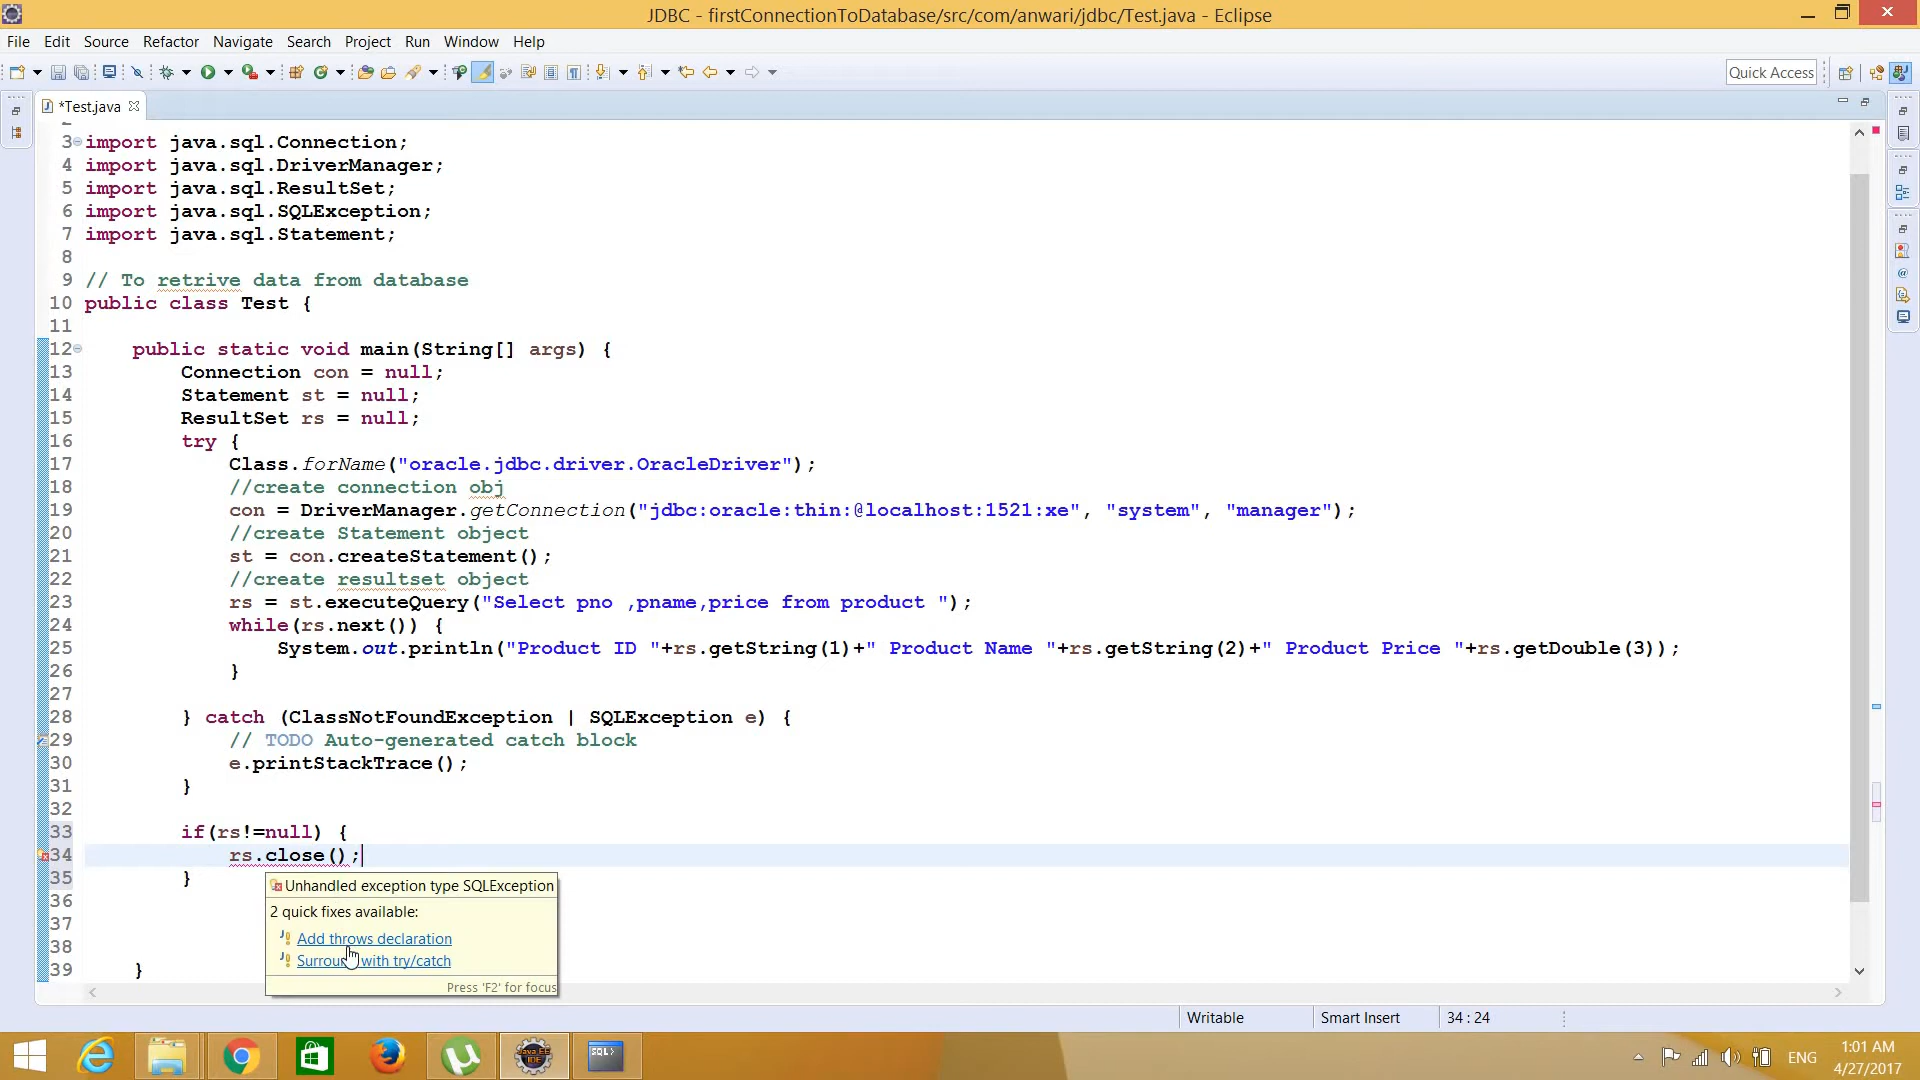 JDBC - firstConnectionToDatabase/src/com/anwari/jdbc/Test.java - Eclipse
File Edit Source Refactor Navigate Search Project Run Window Help
Quick Access
*Test.java
3 import java.sql.Connection;
4 import java.sql.DriverManager;
5 import java.sql.ResultSet;
6 import java.sql.SQLException;
7 import java.sql.Statement;
8
9 // To retrive data from database
10 public class Test {
11
12 public static void main(String[] args) {
13 Connection con = null;
14 Statement st = null;
15 ResultSet rs = null;
16 try {
17 Class.forName("oracle.jdbc.driver.OracleDriver");
18 //create connection obj
19 con = DriverManager.getConnection("jdbc:oracle:thin:@localhost:1521:xe", "system", "manager");
20 //create Statement object
21 st = con.createStatement();
22 //create resultset object
23 rs = st.executeQuery("Select pno ,pname,price from product ");
24 while(rs.next()) {
25 System.out.println("Product ID "+rs.getString(1)+" Product Name "+rs.getString(2)+" Product Price "+rs.getDouble(3));
26 }
27
28 } catch (ClassNotFoundException | SQLException e) {
29 // TODO Auto-generated catch block
30 e.printStackTrace();
31 }
32
33 if(rs!=null) {
34 rs.close();
35 }
Unhandled exception type SQLException
36
2 quick fixes available:
37
Add throws declaration
38
Surround with try/catch
39 }
Press 'F2' for focus
Writable Smart Insert 34 : 24
Java EE
IDE
SQL>
ENG
1:01 AM
4/27/2017